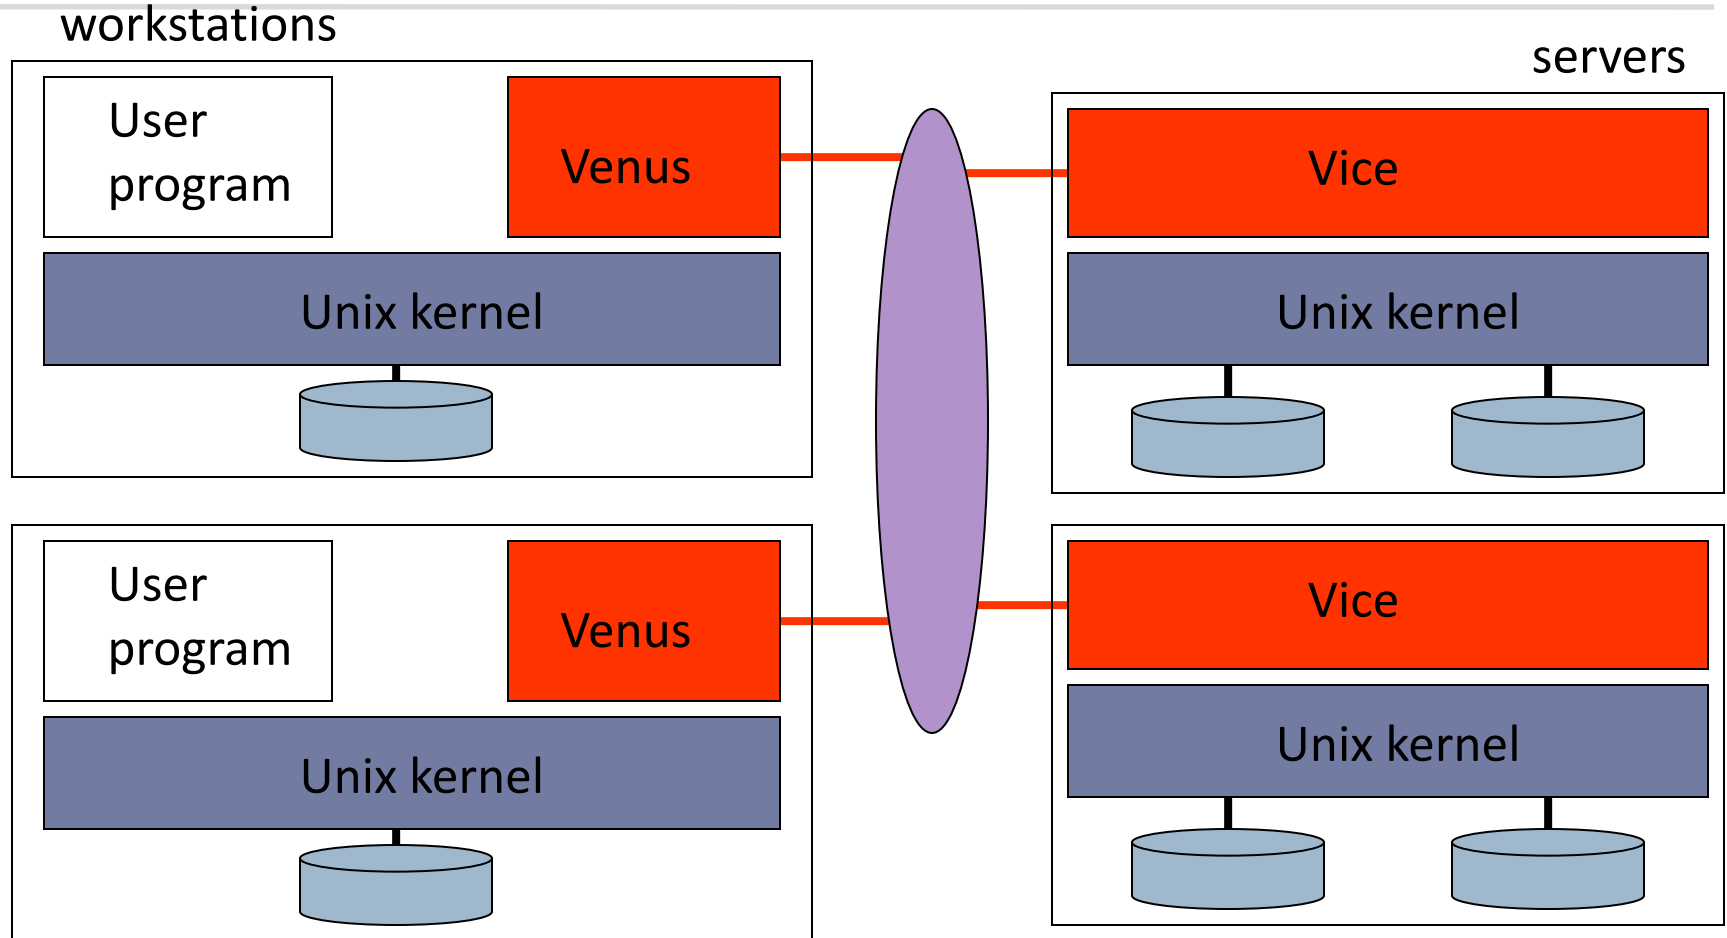 workstations
servers
User
program
Venus
Vice
Unix kernel
Unix kernel
User
program
Venus
Vice
Unix kernel
Unix kernel